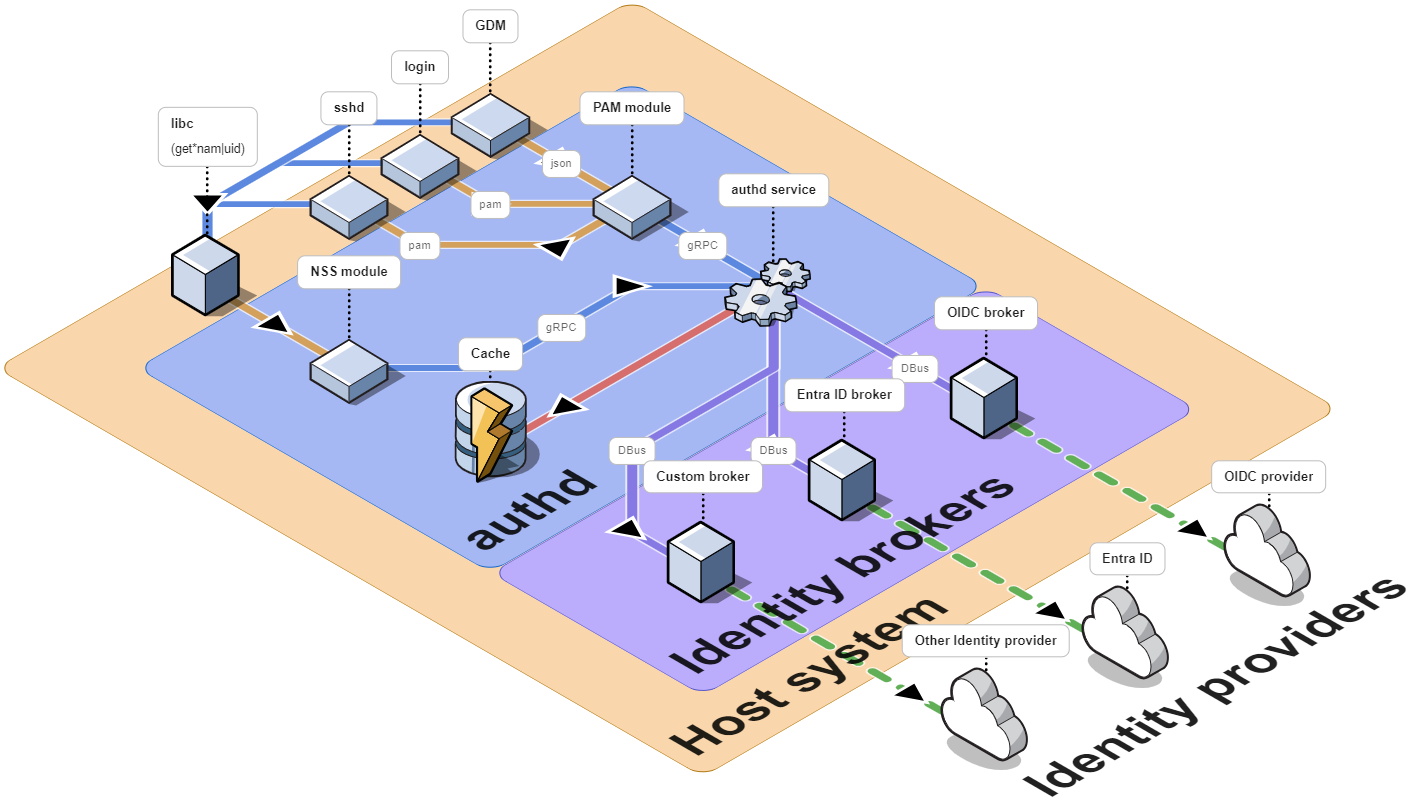 GDM
login
sshd
PAM module
libc
(get*nam|uid)
json
authd service
pam
pam
gRPC
NSS module
OIDC broker
gRPC
Cache
DBus
Entra ID broker
DBus
DBus
Custom broker
OIDC provider
authd
Identity brokers
Entra ID
Host system
Other Identity provider
Identity providers